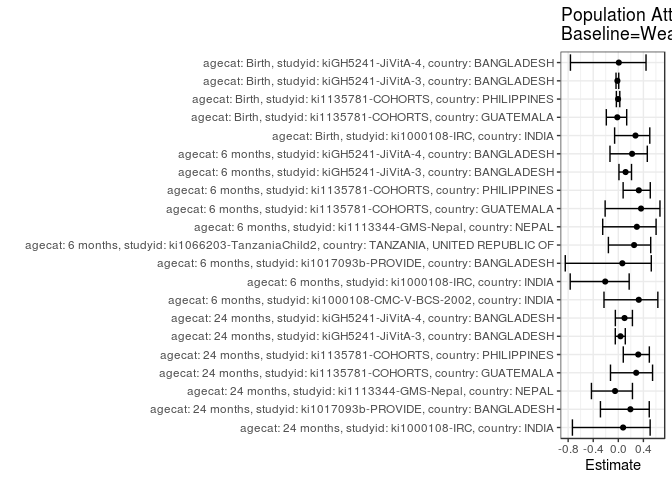 Population Att
Baseline=Wea
agecat: Birth, studyid: kiGH5241-JiVitA-4, country: BANGLADESH
agecat: Birth, studyid: kiGH5241-JiVitA-3, country: BANGLADESH
agecat: Birth, studyid: ki1135781-COHORTS, country: PHILIPPINES
agecat: Birth, studyid: ki1135781-COHORTS, country: GUATEMALA
agecat: Birth, studyid: ki1000108-IRC, country: INDIA
agecat: 6 months, studyid: kiGH5241-JiVitA-4, country: BANGLADESH
agecat: 6 months, studyid: kiGH5241-JiVitA-3, country: BANGLADESH
agecat: 6 months, studyid: ki1135781-COHORTS, country: PHILIPPINES
agecat: 6 months, studyid: ki1135781-COHORTS, country: GUATEMALA
agecat: 6 months, studyid: ki1113344-GMS-Nepal, country: NEPAL
agecat: 6 months, studyid: ki1066203-TanzaniaChild2, country: TANZANIA, UNITED REPUBLIC OF
agecat: 6 months, studyid: ki1017093b-PROVIDE, country: BANGLADESH
agecat: 6 months, studyid: ki1000108-IRC, country: INDIA
agecat: 6 months, studyid: ki1000108-CMC-V-BCS-2002, country: INDIA
agecat: 24 months, studyid: kiGH5241-JiVitA-4, country: BANGLADESH
agecat: 24 months, studyid: kiGH5241-JiVitA-3, country: BANGLADESH
agecat: 24 months, studyid: ki1135781-COHORTS, country: PHILIPPINES
agecat: 24 months, studyid: ki1135781-COHORTS, country: GUATEMALA
agecat: 24 months, studyid: ki1113344-GMS-Nepal, country: NEPAL
agecat: 24 months, studyid: ki1017093b-PROVIDE, country: BANGLADESH
agecat: 24 months, studyid: ki1000108-IRC, country: INDIA
-0.8 -0.4 0.0 0.4
Estimate